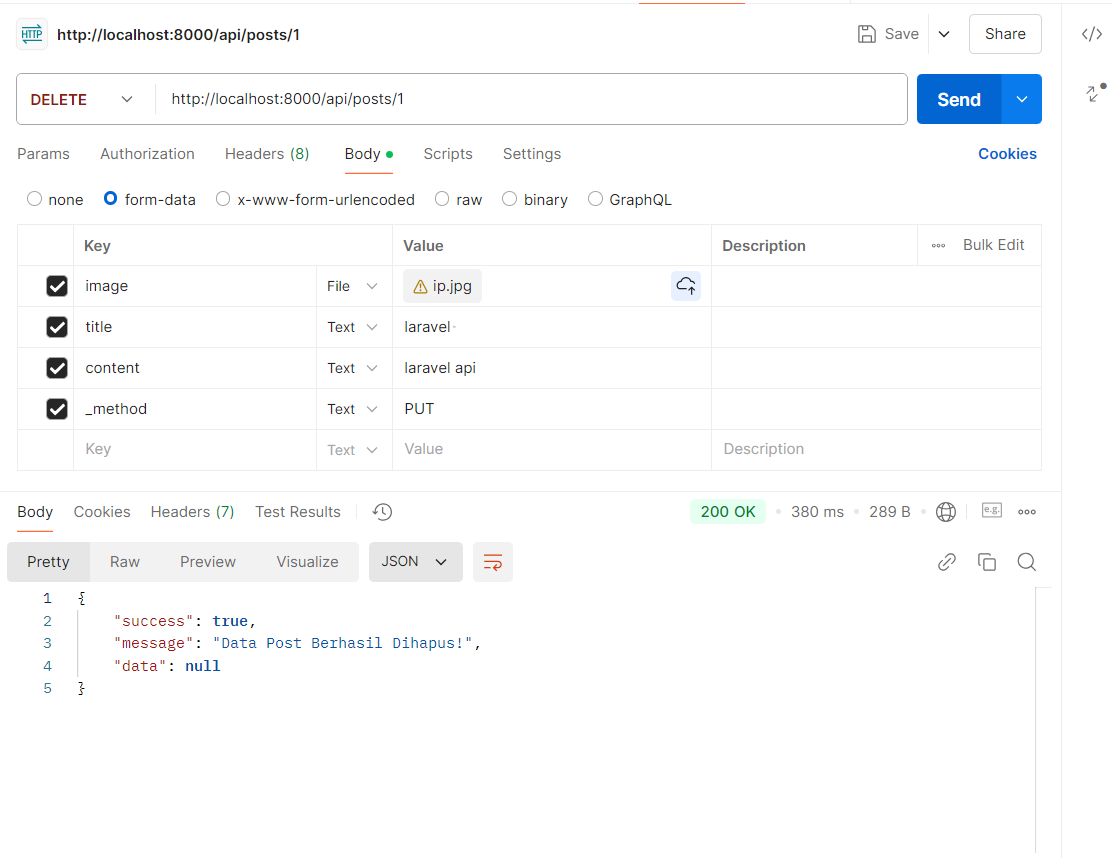 HTTP http://localhost:8000/api/posts/1 Save Share
DELETE http://localhost:8000/api/posts/1 Send
Params Authorization Headers (8) Body Scripts Settings Cookies
none form-data x-www-form-urlencoded raw binary GraphQL
Key Value Description Bulk Edit
image File ip.jpg
title Text laravel
content Text laravel api
_method Text PUT
Key Text Value Description
Body Cookies Headers (7) Test Results 200 OK 380 ms 289 B e.g.
Pretty Raw Preview Visualize JSON
1 {
2 "success": true,
3 "message": "Data Post Berhasil Dihapus!",
4 "data": null
5 }